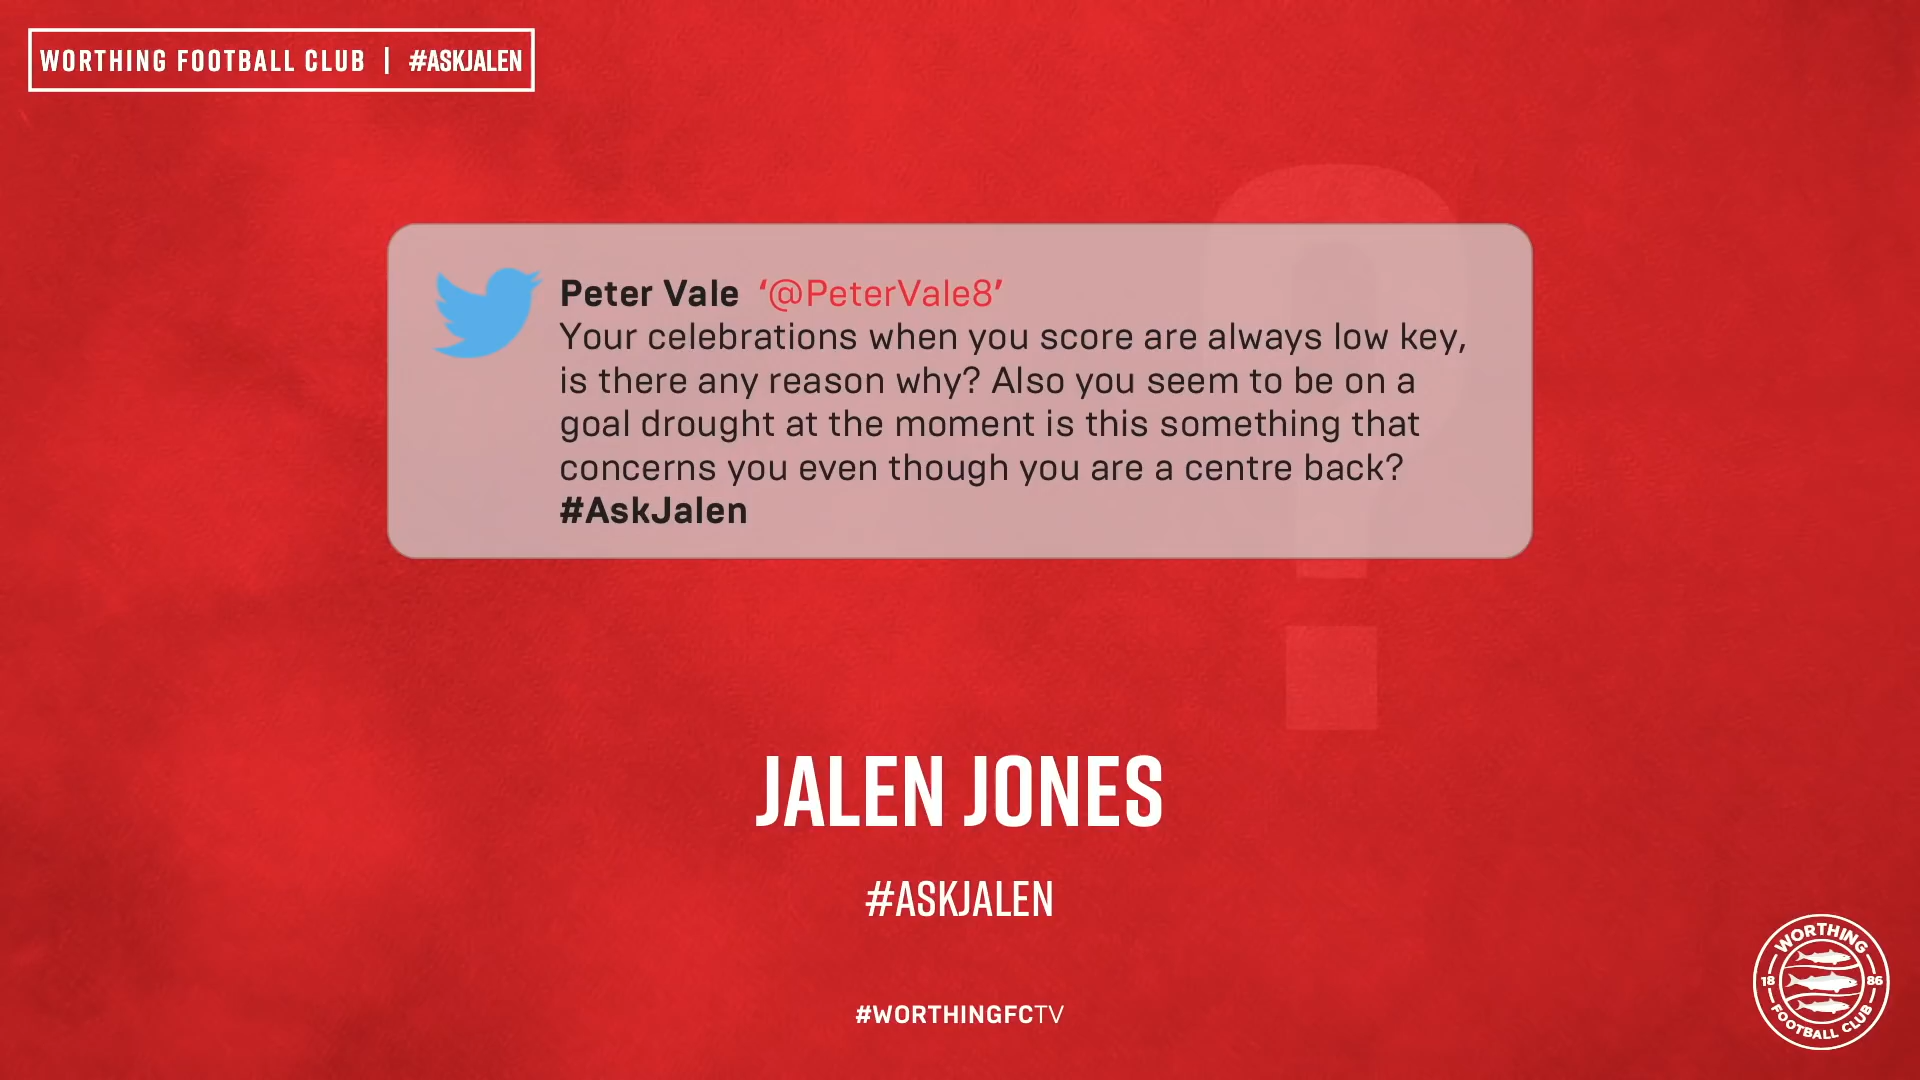 WORTHING FOOTBALL CLUB | #ASKJALEN
Peter Vale ‘@PeterVale8’
Your celebrations when you score are always low key,
is there any reason why? Also you seem to be on a
goal drought at the moment is this something that
concerns you even though you are a centre back?
#AskJalen
JALEN JONES
#ASKJALEN
#WORTHINGFCTV
WORTHING
18 86
FOOTBALL CLUB